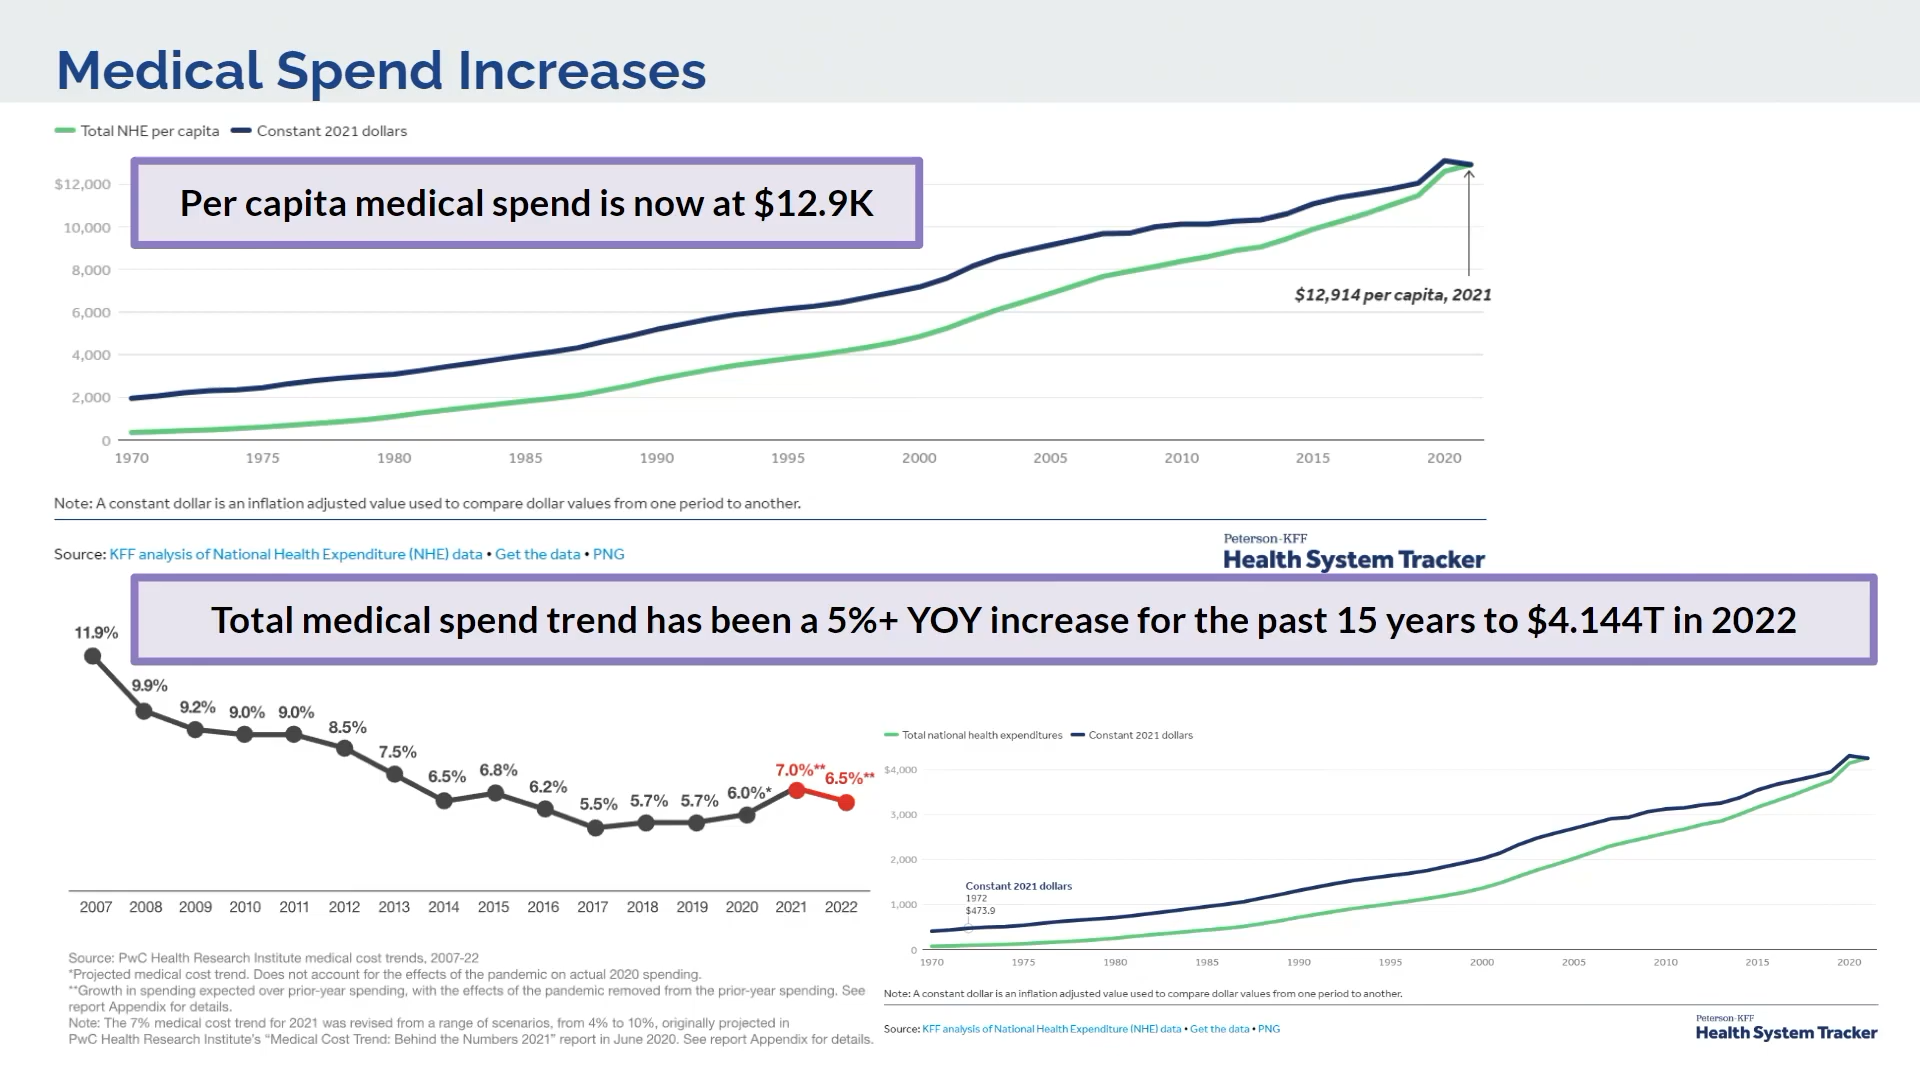 Medical Spend Increases
Total NHE per capita Constant 2021 dollars
Per capita medical spend is now at $12.9K
$12,000
10,000
8,000
6,000
4,000
2,000
0
$12,914 per capita, 2021
1970 1975 1980 1985 1990 1995 2000 2005 2010 2015 2020
Note: A constant dollar is an inflation adjusted value used to compare dollar values from one period to another.
Source: KFF analysis of National Health Expenditure (NHE) data • Get the data • PNG
Peterson-KFF
Health System Tracker
Total medical spend trend has been a 5%+ YOY increase for the past 15 years to $4.144T in 2022
11.9%
9.9%
9.2%
9.0%
9.0%
8.5%
7.5%
6.5%
6.8%
6.2%
5.5%
5.7%
5.7%
6.0%*
7.0%**
6.5%**
2007 2008 2009 2010 2011 2012 2013 2014 2015 2016 2017 2018 2019 2020 2021 2022
Source: PwC Health Research Institute medical cost trends, 2007-22
*Projected medical cost trend. Does not account for the effects of the pandemic on actual 2020 spending.
**Growth in spending expected over prior-year spending, with the effects of the pandemic removed from the prior-year spending. See
report Appendix for details.
Note: The 7% medical cost trend for 2021 was revised from a range of scenarios, from 4% to 10%, originally projected in
PwC Health Research Institute's "Medical Cost Trend: Behind the Numbers 2021" report in June 2020. See report Appendix for details.
Total national health expenditures Constant 2021 dollars
$4,000
3,000
2,000
1,000
0
Constant 2021 dollars
1972
$473.9
1970 1975 1980 1985 1990 1995 2000 2005 2010 2015 2020
Note: A constant dollar is an inflation adjusted value used to compare dollar values from one period to another.
Source: KFF analysis of National Health Expenditure (NHE) data • Get the data • PNG
Peterson-KFF
Health System Tracker